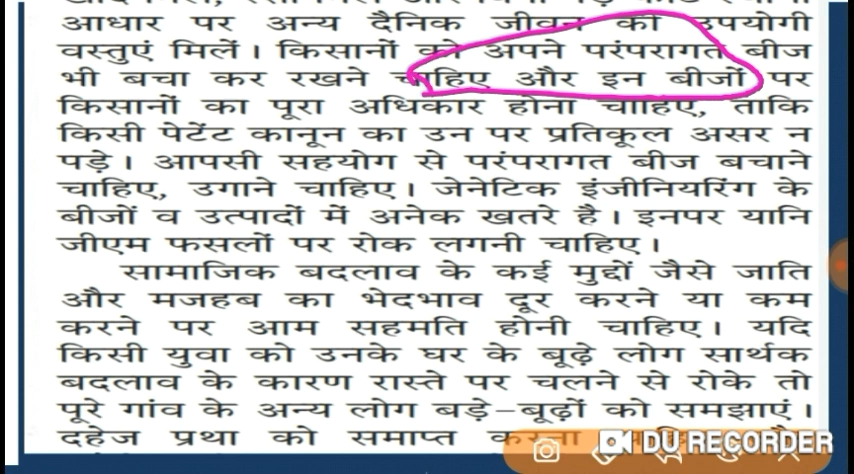 आधार पर अन्य दैनिक जीवन की उपयोगी
वस्तुएं मिलें। किसानों को अपने परंपरागत बीज
भी बचा कर रखने चाहिए और इन बीजों पर
किसानों का पूरा अधिकार होना चाहिए, ताकि
किसी पेटेंट कानून का उन पर प्रतिकूल असर न
पड़े। आपसी सहयोग से परंपरागत बीज बचाने
चाहिए, उगाने चाहिए। जेनेटिक इंजीनियरिंग के
बीजों व उत्पादों में अनेक खतरे है। इनपर यानि
जीएम फसलों पर रोक लगनी चाहिए।
सामाजिक बदलाव के कई मुद्दों जैसे जाति
और मजहब का भेदभाव दूर करने या कम
करने पर आम सहमति होनी चाहिए। यदि
किसी युवा को उनके घर के बूढ़े लोग सार्थक
बदलाव के कारण रास्ते पर चलने से रोके तो
पूरे गांव के अन्य लोग बड़े-बूढ़ों को समझाएं।
दहेज प्रथा को समाप्त करना
DU RECORDER